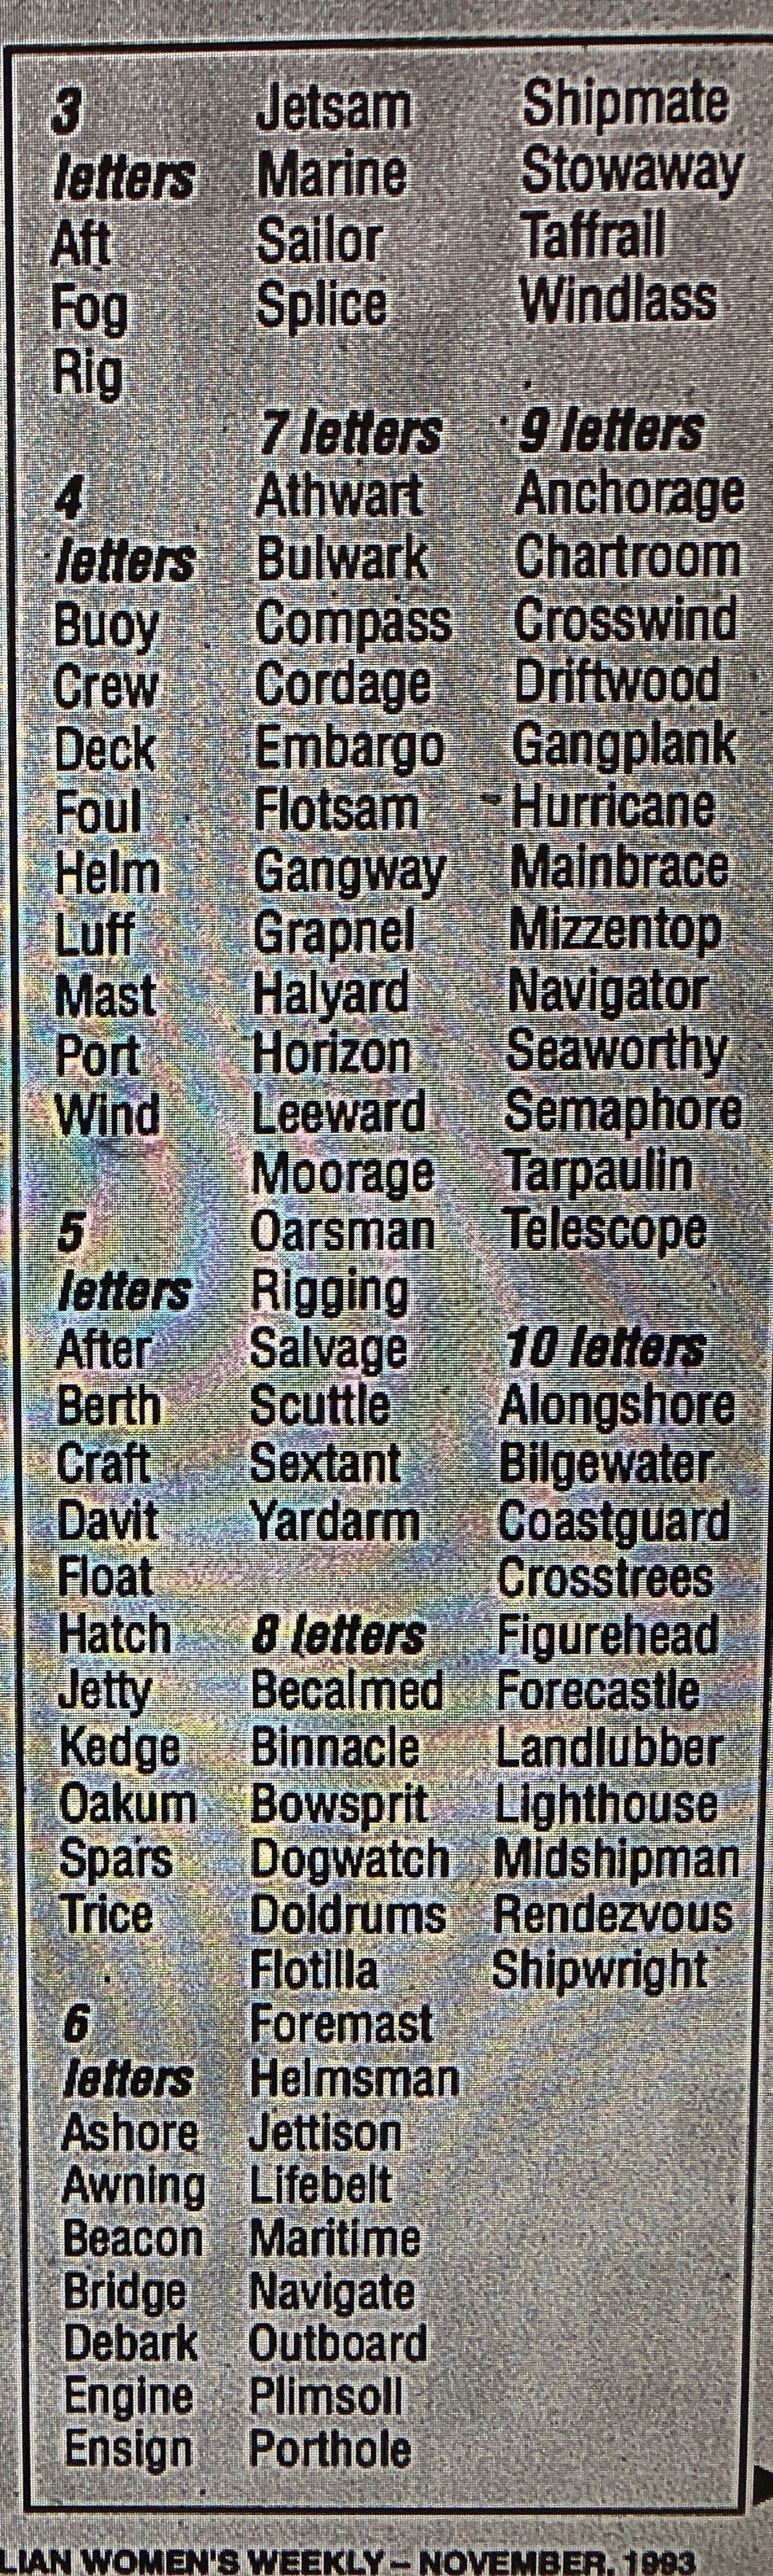 3
letters
Aft
Fog
Rig
4
letters
Buoy
Crew
Deck
Foul
Helm
Luff
Mast
Port
Wind
5
letters
After
Berth
Craft
Davit
Float
Hatch
Jetty
Kedge
Oakum
Spars
Trice
6
letters
Ashore
Awning
Beacon
Bridge
Debark
Engine
Ensign
Jetsam
Marine
Sailor
Splice
7 letters
Athwart
Bulwark
Compass
Cordage
Embargo
Flotsam
Gangway
Grapnel
Halyard
Horizon
Leeward
Moorage
Oarsman
Rigging
Salvage
Scuttle
Sextant
Yardarm
8 letters
Becalmed
Binnacle
Bowsprit
Dogwatch
Doldrums
Flotilla
Foremast
Helmsman
Jettison
Lifebelt
Maritime
Navigate
Outboard
Plimsoll
Porthole
Shipmate
Stowaway
Taffrail
Windlass
9 letters
Anchorage
Chartroom
Crosswind
Driftwood
Gangplank
Hurricane
Mainbrace
Mizzentop
Navigator
Seaworthy
Semaphore
Tarpaulin
Telescope
10 letters
Alongshore
Bilgewater
Coastguard
Crosstrees
Figurehead
Forecastle
Landlubber
Lighthouse
Midshipman
Rendezvous
Shipwright
LIAN WOMEN'S WEEKLY – NOVEMBER, 1993